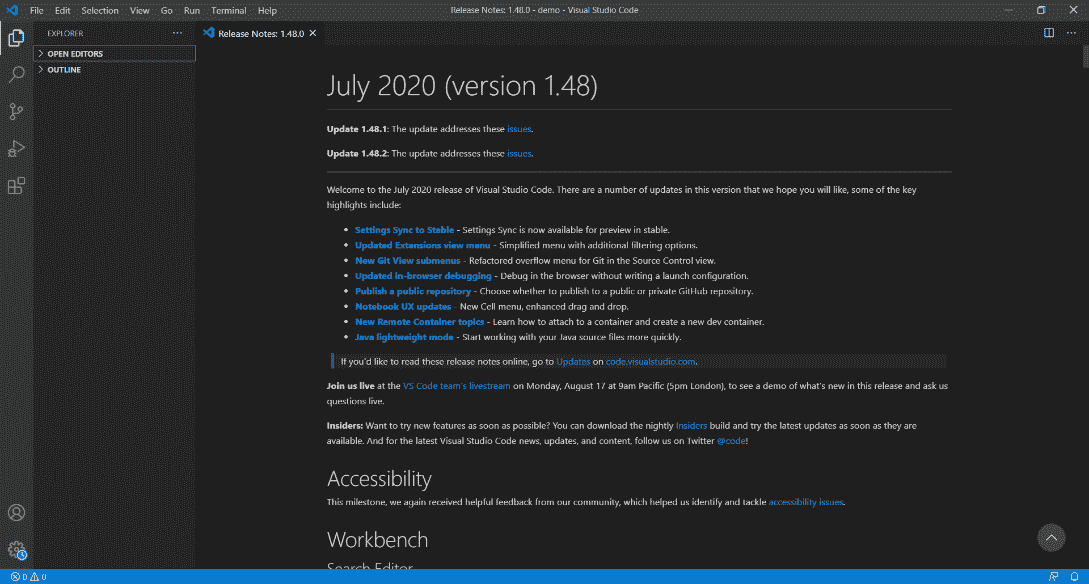 File Edit Selection View Go Run Terminal Help
Release Notes: 1.48.0 - demo - Visual Studio Code
EXPLORER
OPEN EDITORS
OUTLINE
Release Notes: 1.48.0
July 2020 (version 1.48)
Update 1.48.1: The update addresses these issues.
Update 1.48.2: The update addresses these issues.
Welcome to the July 2020 release of Visual Studio Code. There are a number of updates in this version that we hope you will like, some of the key
highlights include:
• Settings Sync to Stable - Settings Sync is now available for preview in stable.
• Updated Extensions view menu - Simplified menu with additional filtering options.
• New Git View submenus - Refactored overflow menu for Git in the Source Control view.
• Updated in-browser debugging - Debug in the browser without writing a launch configuration.
• Publish a public repository - Choose whether to publish to a public or private GitHub repository.
• Notebook UX updates - New Cell menu, enhanced drag and drop.
• New Remote Container topics - Learn how to attach to a container and create a new dev container.
• Java lightweight mode - Start working with your Java source files more quickly.
If you'd like to read these release notes online, go to Updates on code.visualstudio.com.
Join us live at the VS Code team's livestream on Monday, August 17 at 9am Pacific (5pm London), to see a demo of what's new in this release and ask us
questions live.
Insiders: Want to try new features as soon as possible? You can download the nightly Insiders build and try the latest updates as soon as they are
available. And for the latest Visual Studio Code news, updates, and content, follow us on Twitter @code!
Accessibility
This milestone, we again received helpful feedback from our community, which helped us identify and tackle accessibility issues.
Workbench
Search Editor
0 0